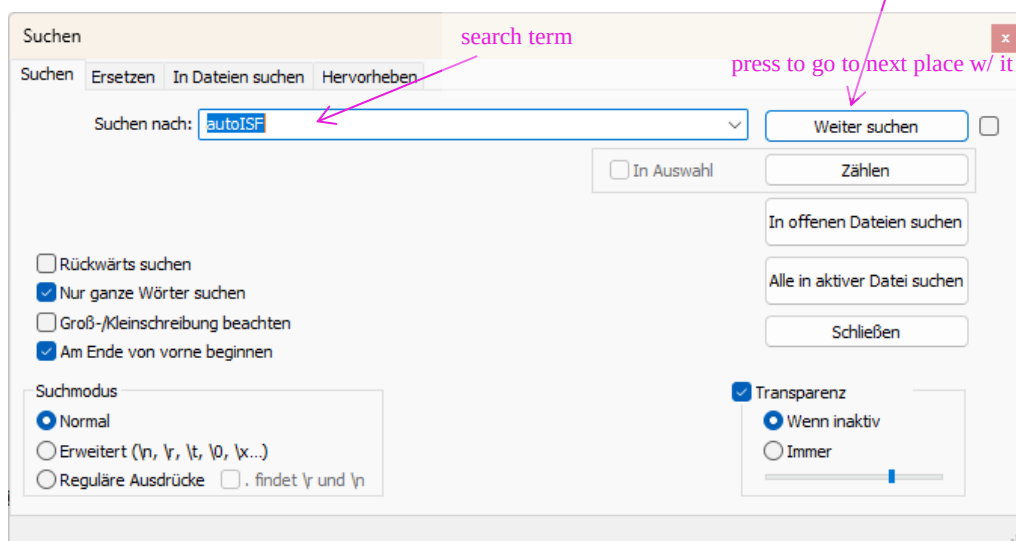 Suchen
search term
x
Suchen Ersetzen In Dateien suchen Hervorheben
press to go to next place w/ it
Suchen nach: autoISF
Weiter suchen
In Auswahl
Zählen
In offenen Dateien suchen
Rückwärts suchen
Nur ganze Wörter suchen
Alle in aktiver Datei suchen
Groß-/Kleinschreibung beachten
Schließen
Am Ende von vorne beginnen
Suchmodus
Transparenz
Normal
Wenn inaktiv
Erweitert (\n, \r, \t, \0, \x...)
Immer
Reguläre Ausdrücke . findet \r und \n